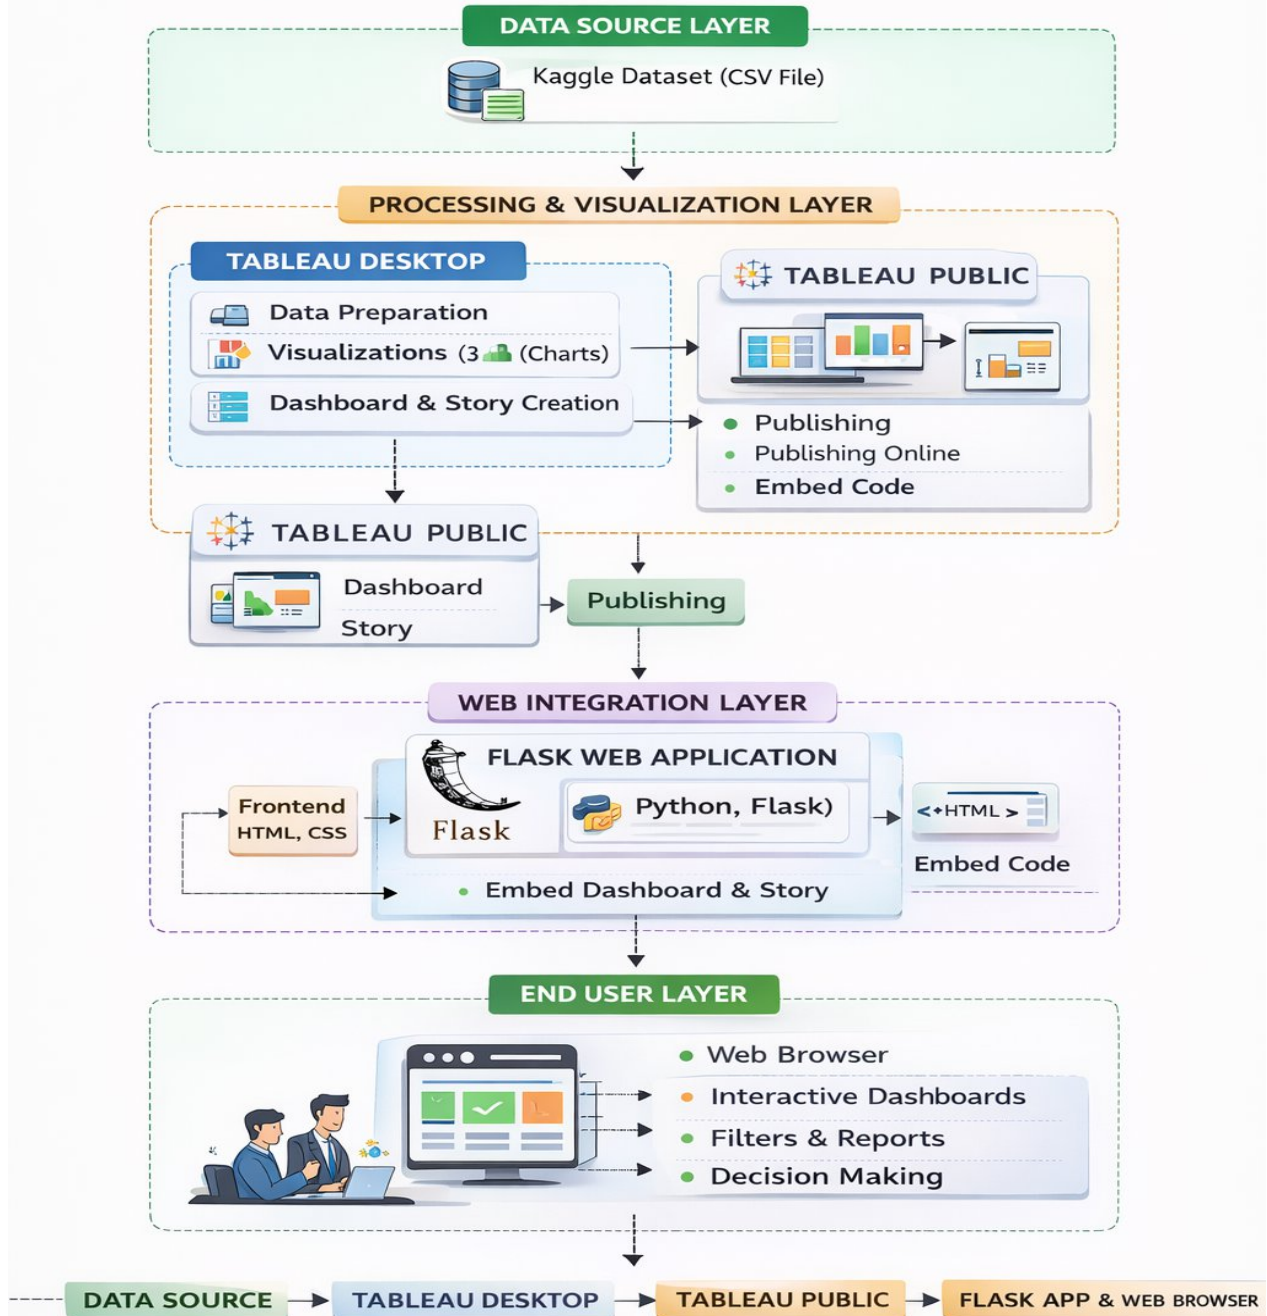 DATA SOURCE LAYER
Kaggle Dataset (CSV File)
PROCESSING & VISUALIZATION LAYER
TABLEAU DESKTOP
Data Preparation
Visualizations (3 (Charts)
Dashboard & Story Creation
TABLEAU PUBLIC
Publishing
Publishing Online
Embed Code
TABLEAU PUBLIC
Dashboard
Story
Publishing
WEB INTEGRATION LAYER
Frontend
HTML, CSS
FLASK WEB APPLICATION
Flask
Python, Flask)
Embed Dashboard & Story
<+HTML >
Embed Code
END USER LAYER
Web Browser
Interactive Dashboards
Filters & Reports
Decision Making
DATA SOURCE
TABLEAU DESKTOP
TABLEAU PUBLIC
FLASK APP & WEB BROWSER